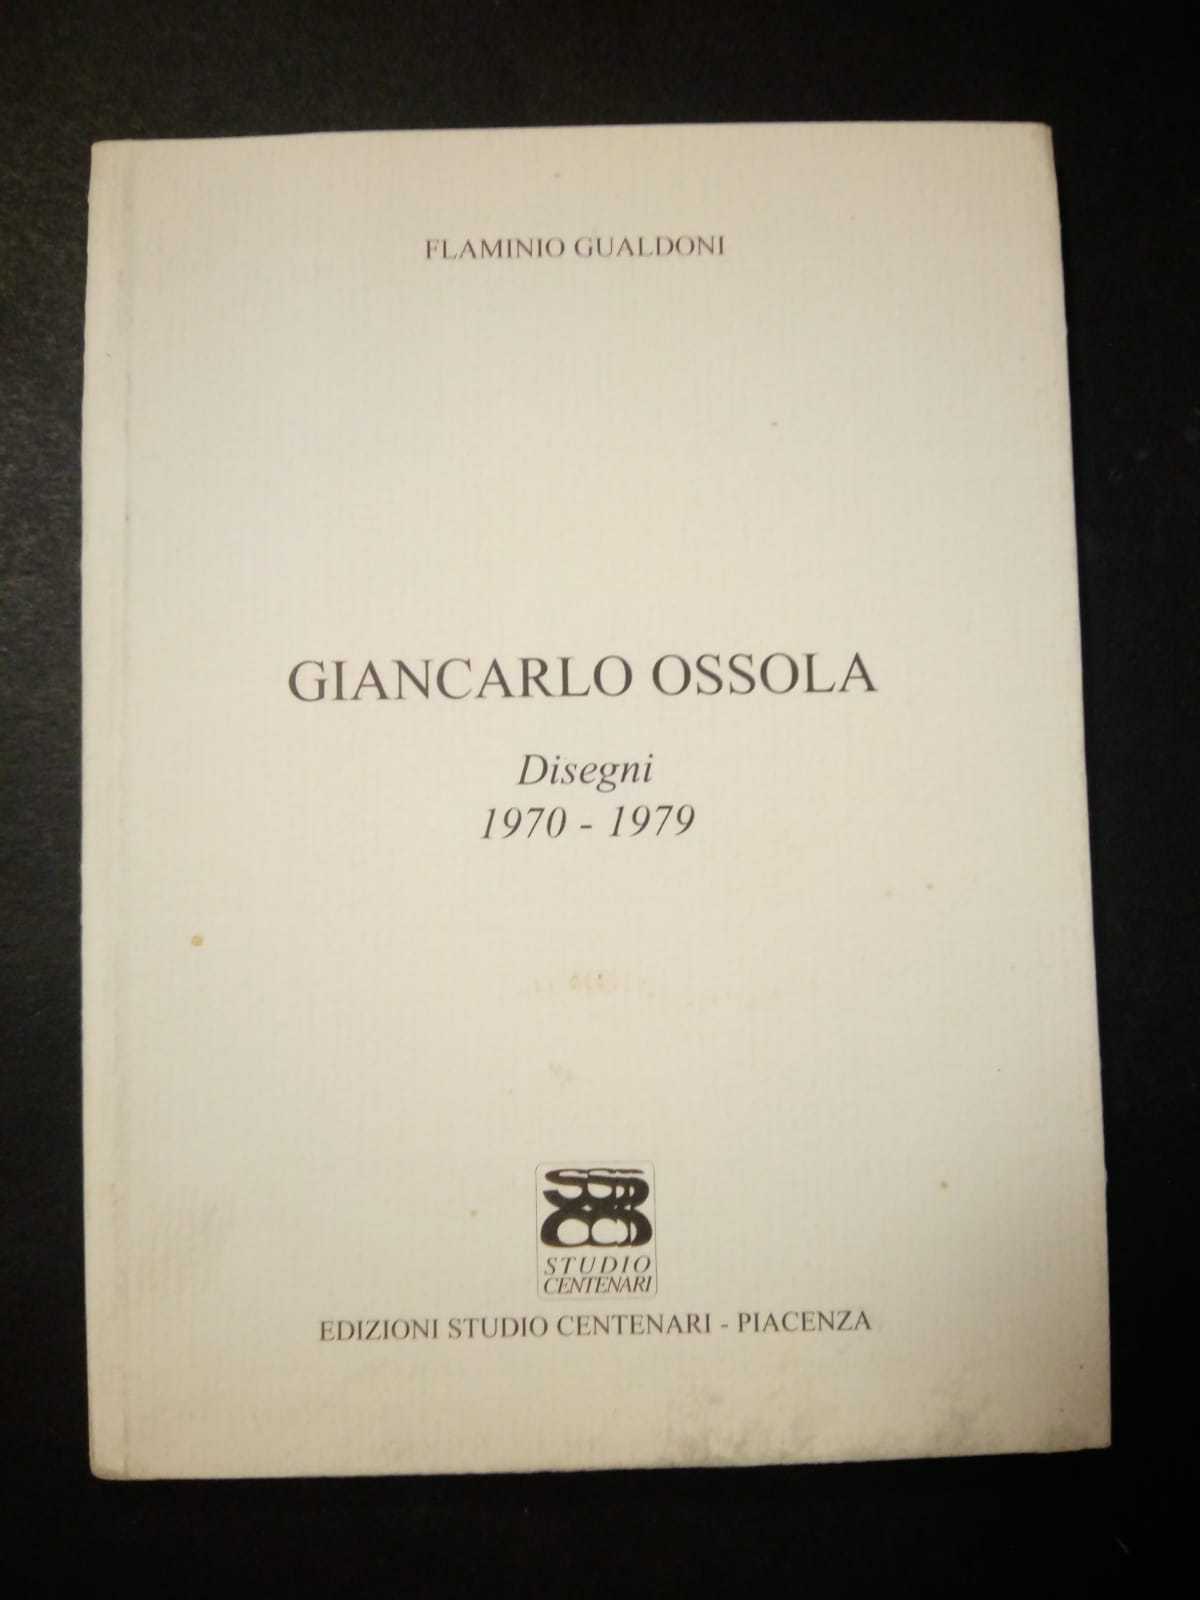 FLAMINIO GUALDONI
GIANCARLO OSSOLA
Disegni
1970 - 1979
STUDIO
CENTENARI
EDIZIONI STUDIO CENTENARI - PIACENZA